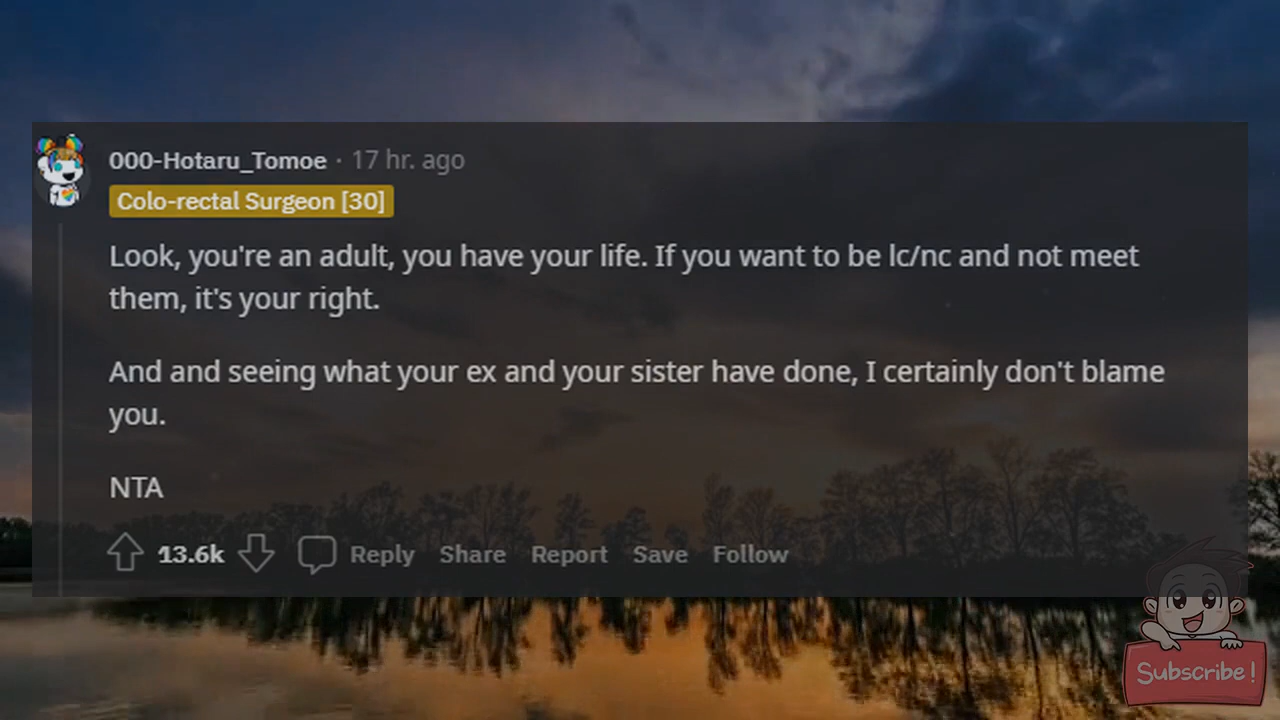 000-Hotaru_Tomoe · 17 hr. ago
Colo-rectal Surgeon [30]
Look, you're an adult, you have your life. If you want to be lc/nc and not meet
them, it's your right.
And and seeing what your ex and your sister have done, I certainly don't blame
you.
NTA
13.6k Reply Share Report Save Follow
Subscribe!